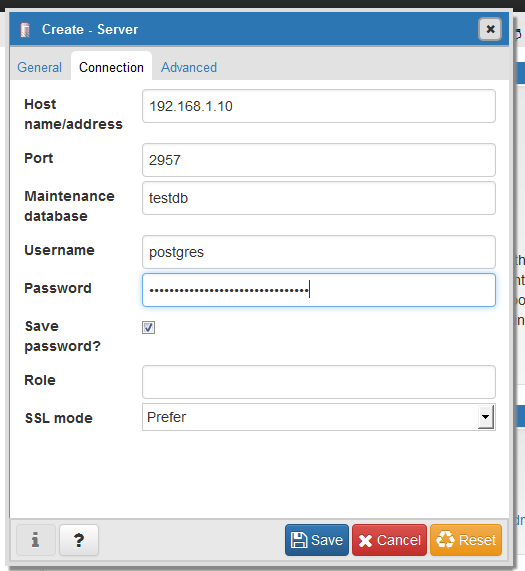 Create - Server
General Connection Advanced
Host
name/address
192.168.1.10
Port
2957
Maintenance
database
testdb
Username
postgres
Password
••••••••••••••••••••••••••••••••
Save
password?
Role
SSL mode
Prefer
i ? Save Cancel Reset